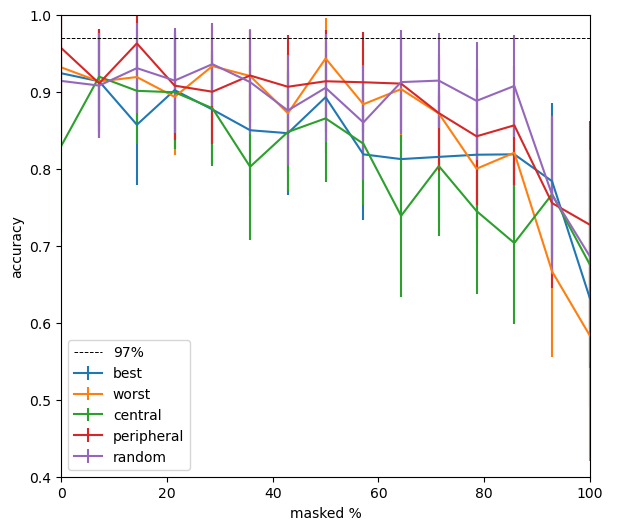 1.0
0.9
0.8
0.7
0.6
0.5
0.4
accuracy
97%
best
worst
central
peripheral
random
0 20 40 60 80 100
masked %